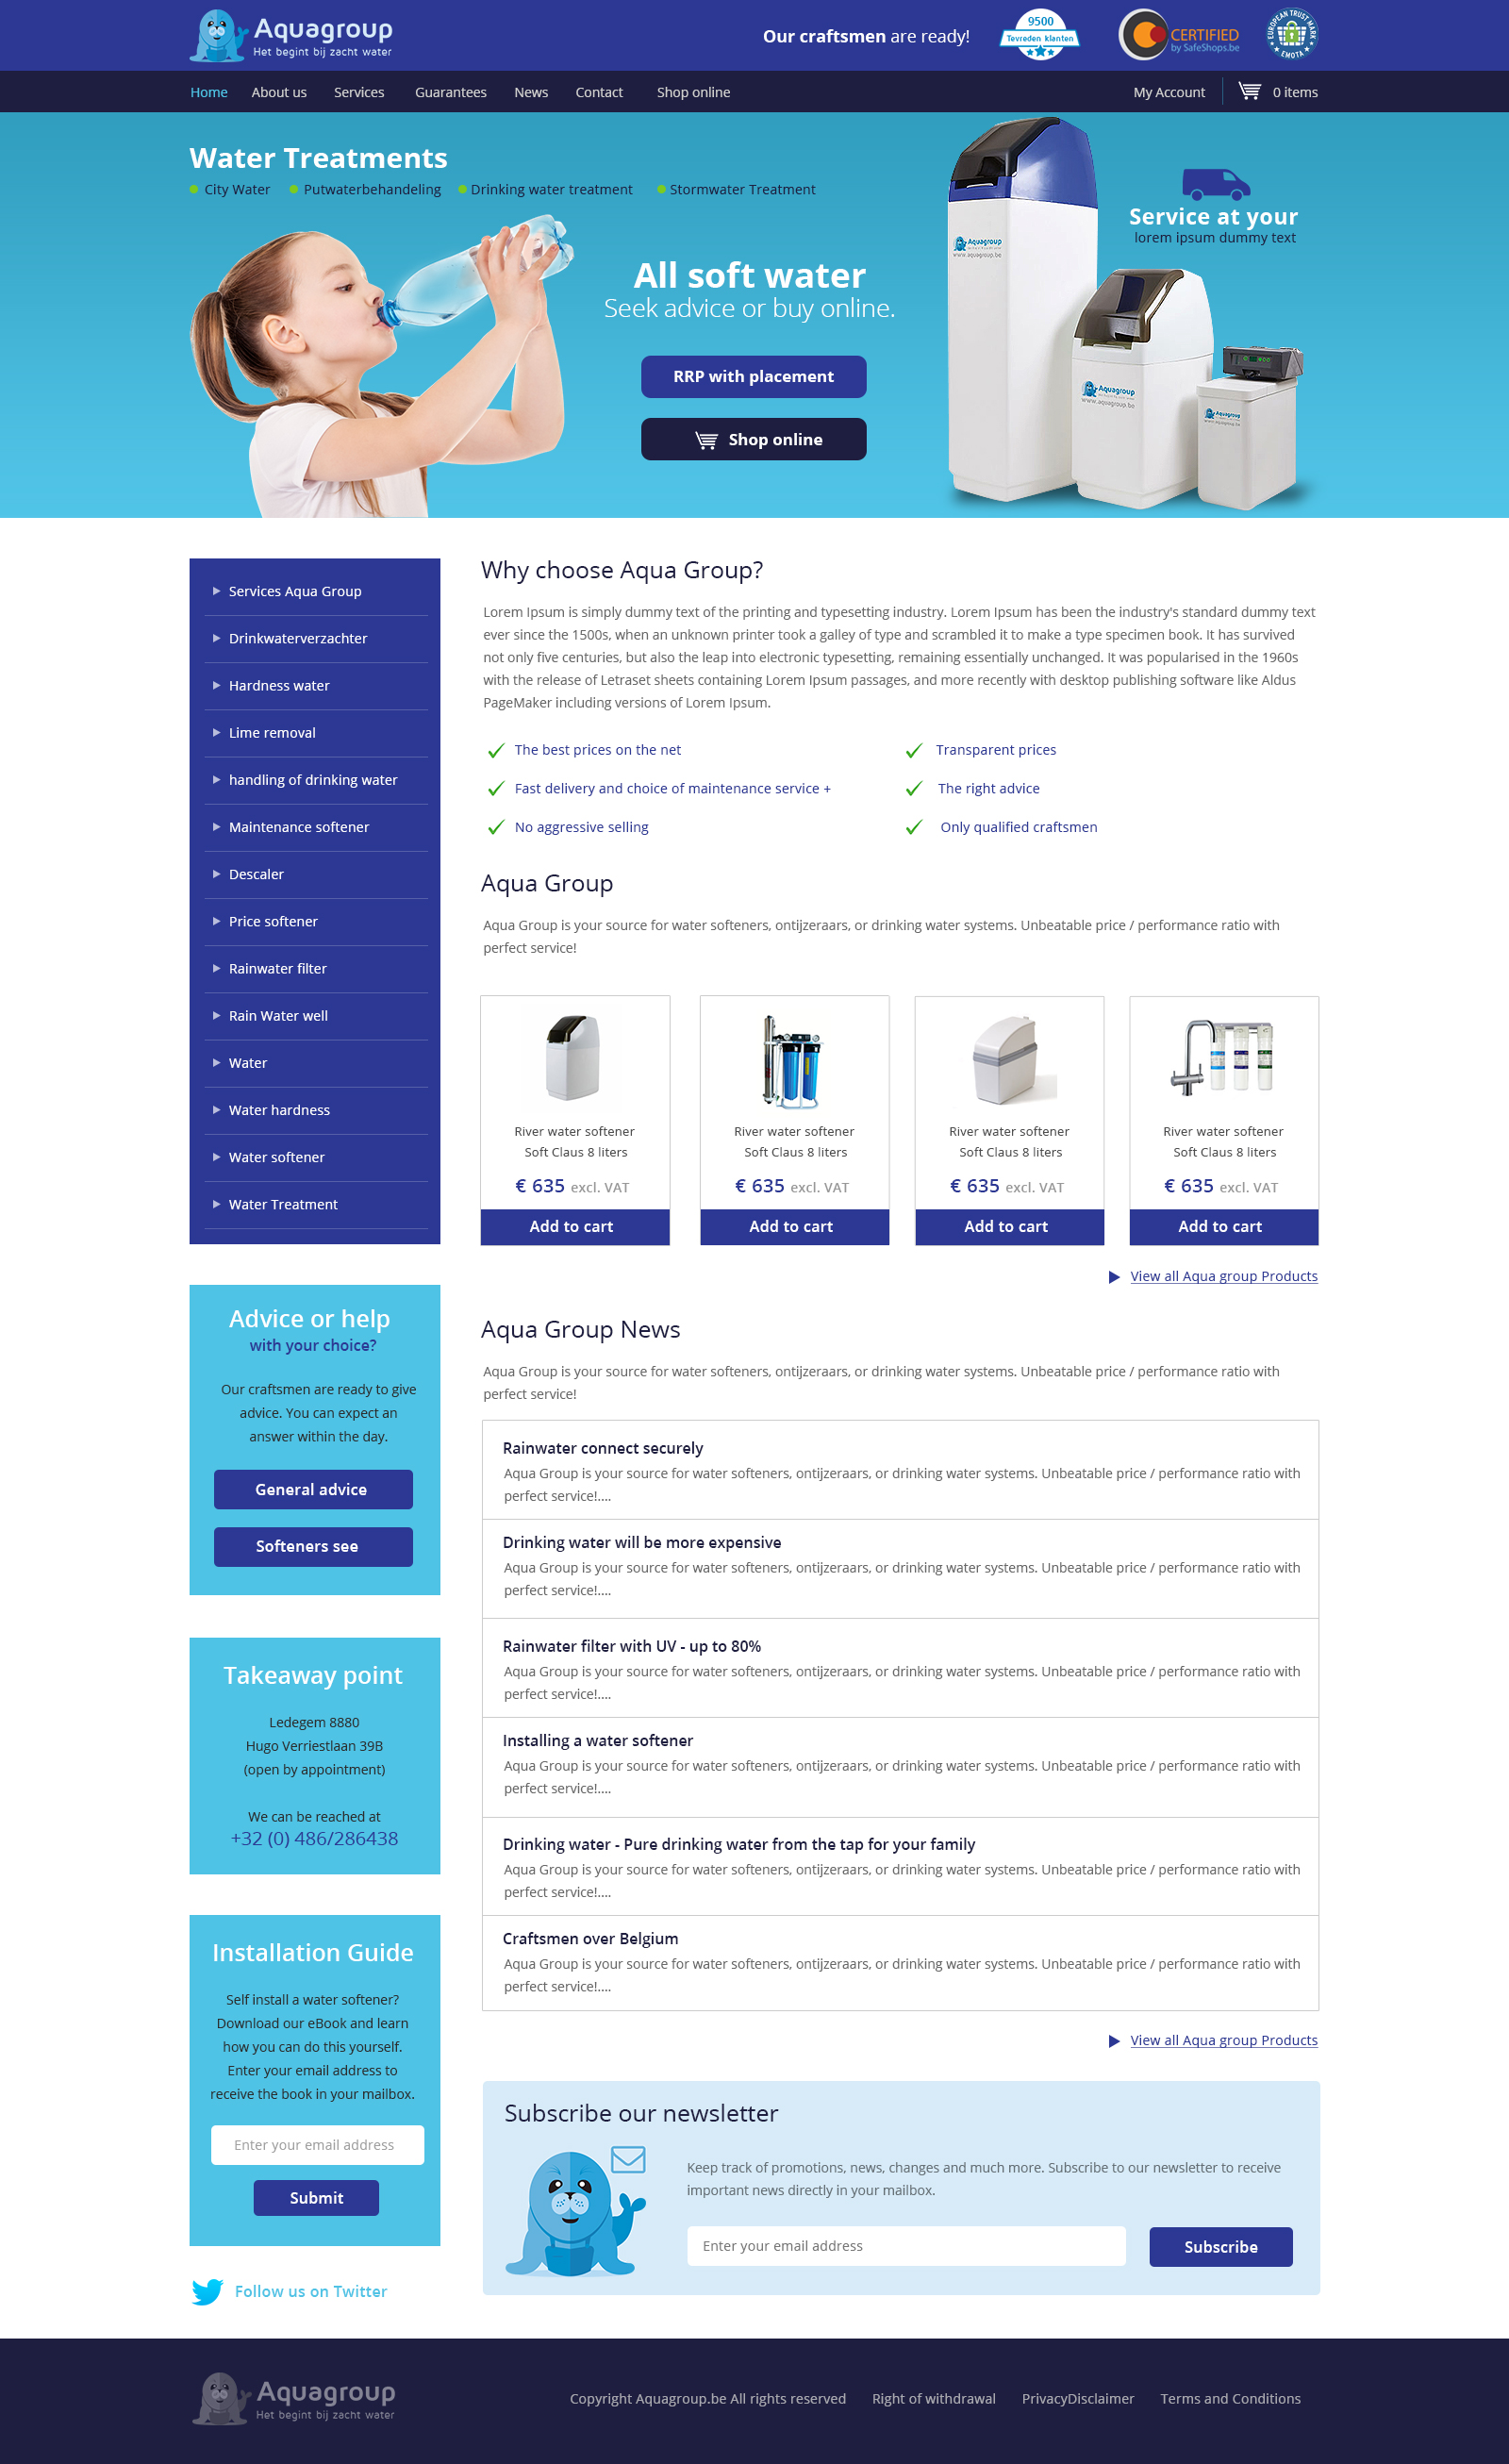 Aquagroup
Het begint bij zacht water
Our craftsmen are ready!
9500
Tevreden klanten
CERTIFIED
by SafeShops.be
EUROPEAN TRUST MARK
EMOTA
Home About us Services Guarantees News Contact Shop online My Account 0 items
Water Treatments
City Water Putwaterbehandeling Drinking water treatment Stormwater Treatment
Service at your
lorem ipsum dummy text
All soft water
Seek advice or buy online.
RRP with placement
Shop online
Aquagroup
www.aquagroup.be
Aquagroup
www.aquagroup.be
Aquagroup
Services Aqua Group
Drinkwaterverzachter
Hardness water
Lime removal
handling of drinking water
Maintenance softener
Descaler
Price softener
Rainwater filter
Rain Water well
Water
Water hardness
Water softener
Water Treatment
Advice or help
with your choice?
Our craftsmen are ready to give
advice. You can expect an
answer within the day.
General advice
Softeners see
Takeaway point
Ledegem 8880
Hugo Verriestlaan 39B
(open by appointment)
We can be reached at
+32 (0) 486/286438
Installation Guide
Self install a water softener?
Download our eBook and learn
how you can do this yourself.
Enter your email address to
receive the book in your mailbox.
Enter your email address
Submit
Follow us on Twitter
Why choose Aqua Group?
Lorem Ipsum is simply dummy text of the printing and typesetting industry. Lorem Ipsum has been the industry's standard dummy text
ever since the 1500s, when an unknown printer took a galley of type and scrambled it to make a type specimen book. It has survived
not only five centuries, but also the leap into electronic typesetting, remaining essentially unchanged. It was popularised in the 1960s
with the release of Letraset sheets containing Lorem Ipsum passages, and more recently with desktop publishing software like Aldus
PageMaker including versions of Lorem Ipsum.
The best prices on the net Transparent prices
Fast delivery and choice of maintenance service + The right advice
No aggressive selling Only qualified craftsmen
Aqua Group
Aqua Group is your source for water softeners, ontijzeraars, or drinking water systems. Unbeatable price / performance ratio with
perfect service!
River water softener
Soft Claus 8 liters
€ 635 excl. VAT
Add to cart
River water softener
Soft Claus 8 liters
€ 635 excl. VAT
Add to cart
River water softener
Soft Claus 8 liters
€ 635 excl. VAT
Add to cart
River water softener
Soft Claus 8 liters
€ 635 excl. VAT
Add to cart
View all Aqua group Products
Aqua Group News
Aqua Group is your source for water softeners, ontijzeraars, or drinking water systems. Unbeatable price / performance ratio with
perfect service!
Rainwater connect securely
Aqua Group is your source for water softeners, ontijzeraars, or drinking water systems. Unbeatable price / performance ratio with
perfect service!....
Drinking water will be more expensive
Aqua Group is your source for water softeners, ontijzeraars, or drinking water systems. Unbeatable price / performance ratio with
perfect service!....
Rainwater filter with UV - up to 80%
Aqua Group is your source for water softeners, ontijzeraars, or drinking water systems. Unbeatable price / performance ratio with
perfect service!....
Installing a water softener
Aqua Group is your source for water softeners, ontijzeraars, or drinking water systems. Unbeatable price / performance ratio with
perfect service!....
Drinking water - Pure drinking water from the tap for your family
Aqua Group is your source for water softeners, ontijzeraars, or drinking water systems. Unbeatable price / performance ratio with
perfect service!....
Craftsmen over Belgium
Aqua Group is your source for water softeners, ontijzeraars, or drinking water systems. Unbeatable price / performance ratio with
perfect service!....
View all Aqua group Products
Subscribe our newsletter
Keep track of promotions, news, changes and much more. Subscribe to our newsletter to receive
important news directly in your mailbox.
Enter your email address
Subscribe
Aquagroup
Het begint bij zacht water
Copyright Aquagroup.be All rights reserved Right of withdrawal PrivacyDisclaimer Terms and Conditions